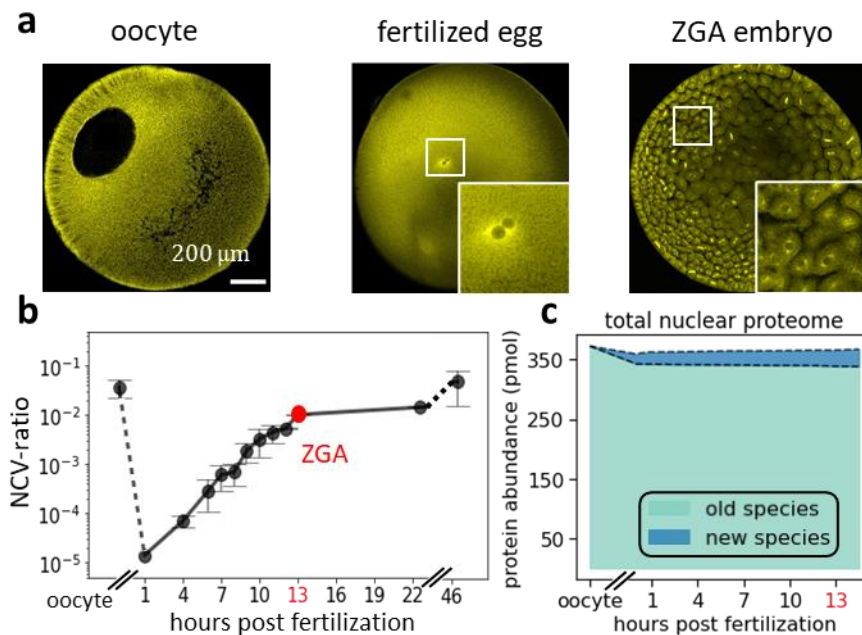 a
oocyte fertilized egg ZGA embryo
200 μm
b
NCV-ratio
10⁻¹
10⁻²
10⁻³
10⁻⁴
10⁻⁵
ZGA
oocyte 1 4 7 10 13 16 19 22 46
hours post fertilization
c
total nuclear proteome
protein abundance (pmol)
350
250
150
50
old species
new species
oocyte 1 4 7 10 13
hours post fertilization